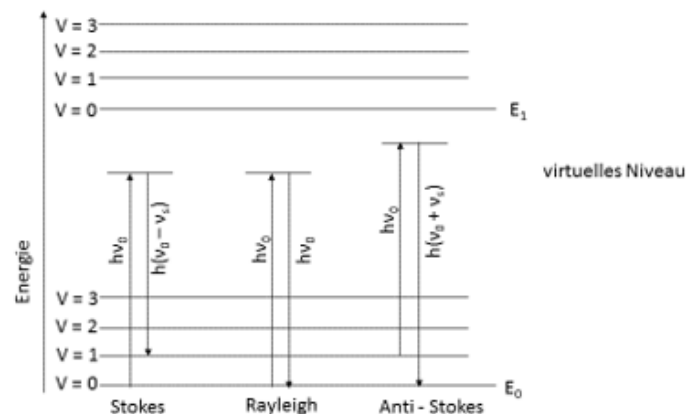 V = 3
V = 2
V = 1
V = 0
E₁
virtuelles Niveau
Energie
hν₀
h(ν₀ – νₛ)
hν₀
hν₀
hν₀
h(ν₀ + νₛ)
V = 3
V = 2
V = 1
V = 0
E₀
Stokes
Rayleigh
Anti - Stokes